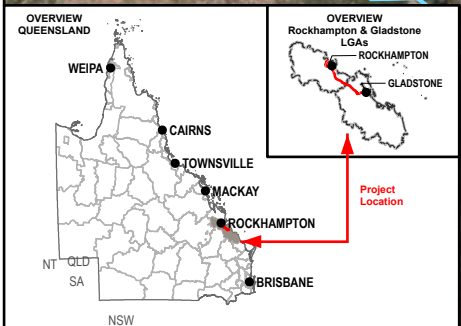 OVERVIEW
QUEENSLAND
WEIPA
CAIRNS
TOWNSVILLE
MACKAY
ROCKHAMPTON
BRISBANE
NT
QLD
SA
NSW
OVERVIEW
Rockhampton & Gladstone
LGAs
ROCKHAMPTON
GLADSTONE
Project
Location